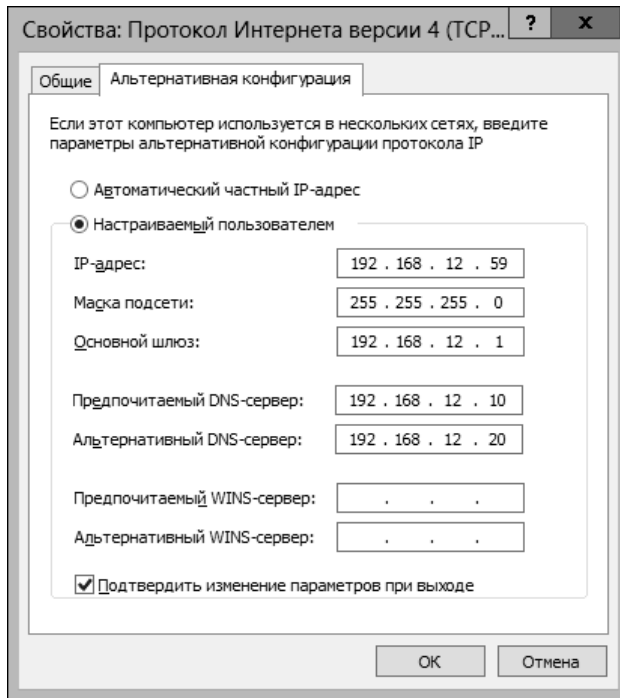 Свойства: Протокол Интернета версии 4 (TCP... ? x
Общие Альтернативная конфигурация
Если этот компьютер используется в нескольких сетях, введите
параметры альтернативной конфигурации протокола IP
Автоматический частный IP-адрес
Настраиваемый пользователем
IP-адрес: 192 . 168 . 12 . 59
Маска подсети: 255 . 255 . 255 . 0
Основной шлюз: 192 . 168 . 12 . 1
Предпочитаемый DNS-сервер: 192 . 168 . 12 . 10
Альтернативный DNS-сервер: 192 . 168 . 12 . 20
Предпочитаемый WINS-сервер: . . .
Альтернативный WINS-сервер: . . .
Подтвердить изменение параметров при выходе
ОК Отмена